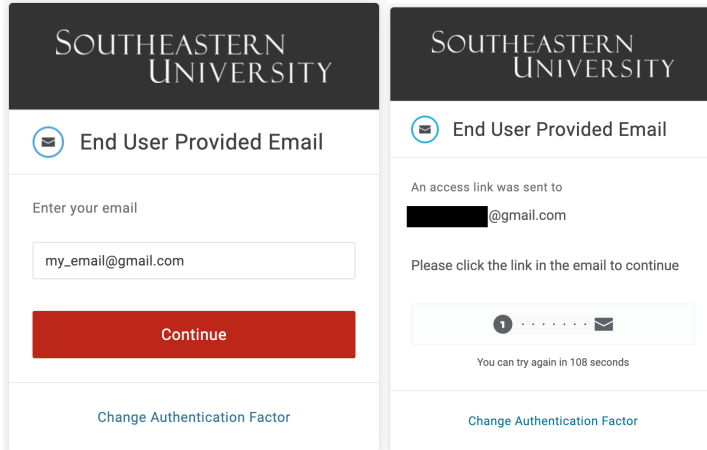 SOUTHEASTERN
UNIVERSITY
End User Provided Email
Enter your email
my_email@gmail.com
Continue
Change Authentication Factor
SOUTHEASTERN
UNIVERSITY
End User Provided Email
An access link was sent to
@gmail.com
Please click the link in the email to continue
1
You can try again in 108 seconds
Change Authentication Factor